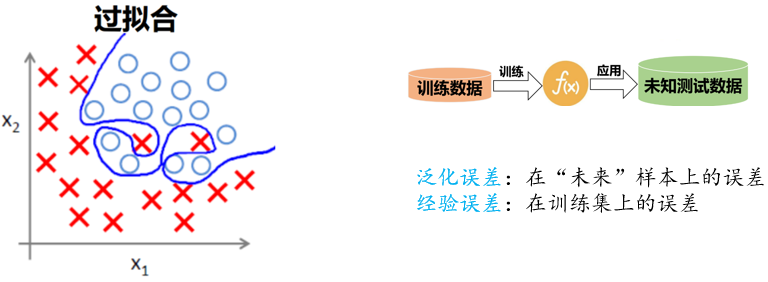 过拟合
x2
x1
训练数据
训练
f(x)
应用
未知测试数据
泛化误差：在“未来”样本上的误差
经验误差：在训练集上的误差